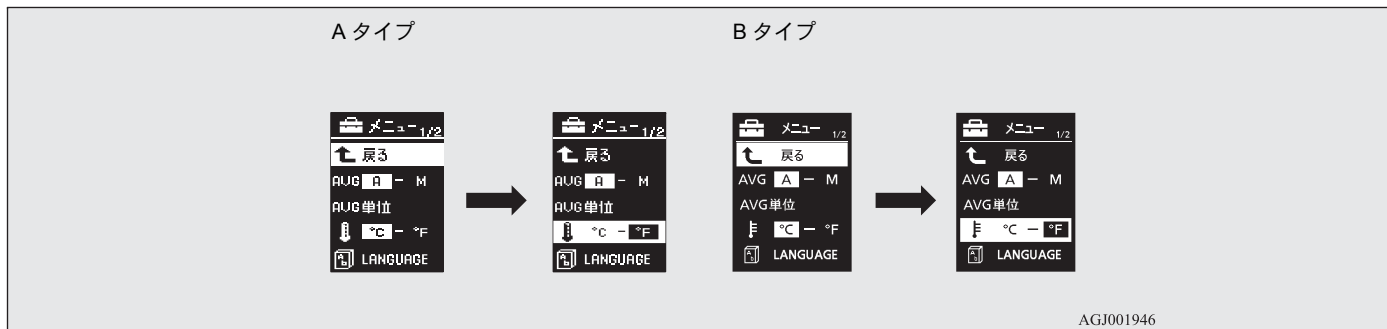 A タイプ
メニュー 1/2
戻る
AVG A - M
AVG単位
°C - °F
LANGUAGE
メニュー 1/2
戻る
AVG A - M
AVG単位
°C - °F
LANGUAGE
B タイプ
メニュー 1/2
戻る
AVG A - M
AVG単位
°C - °F
LANGUAGE
メニュー 1/2
戻る
AVG A - M
AVG単位
°C - °F
LANGUAGE
AGJ001946